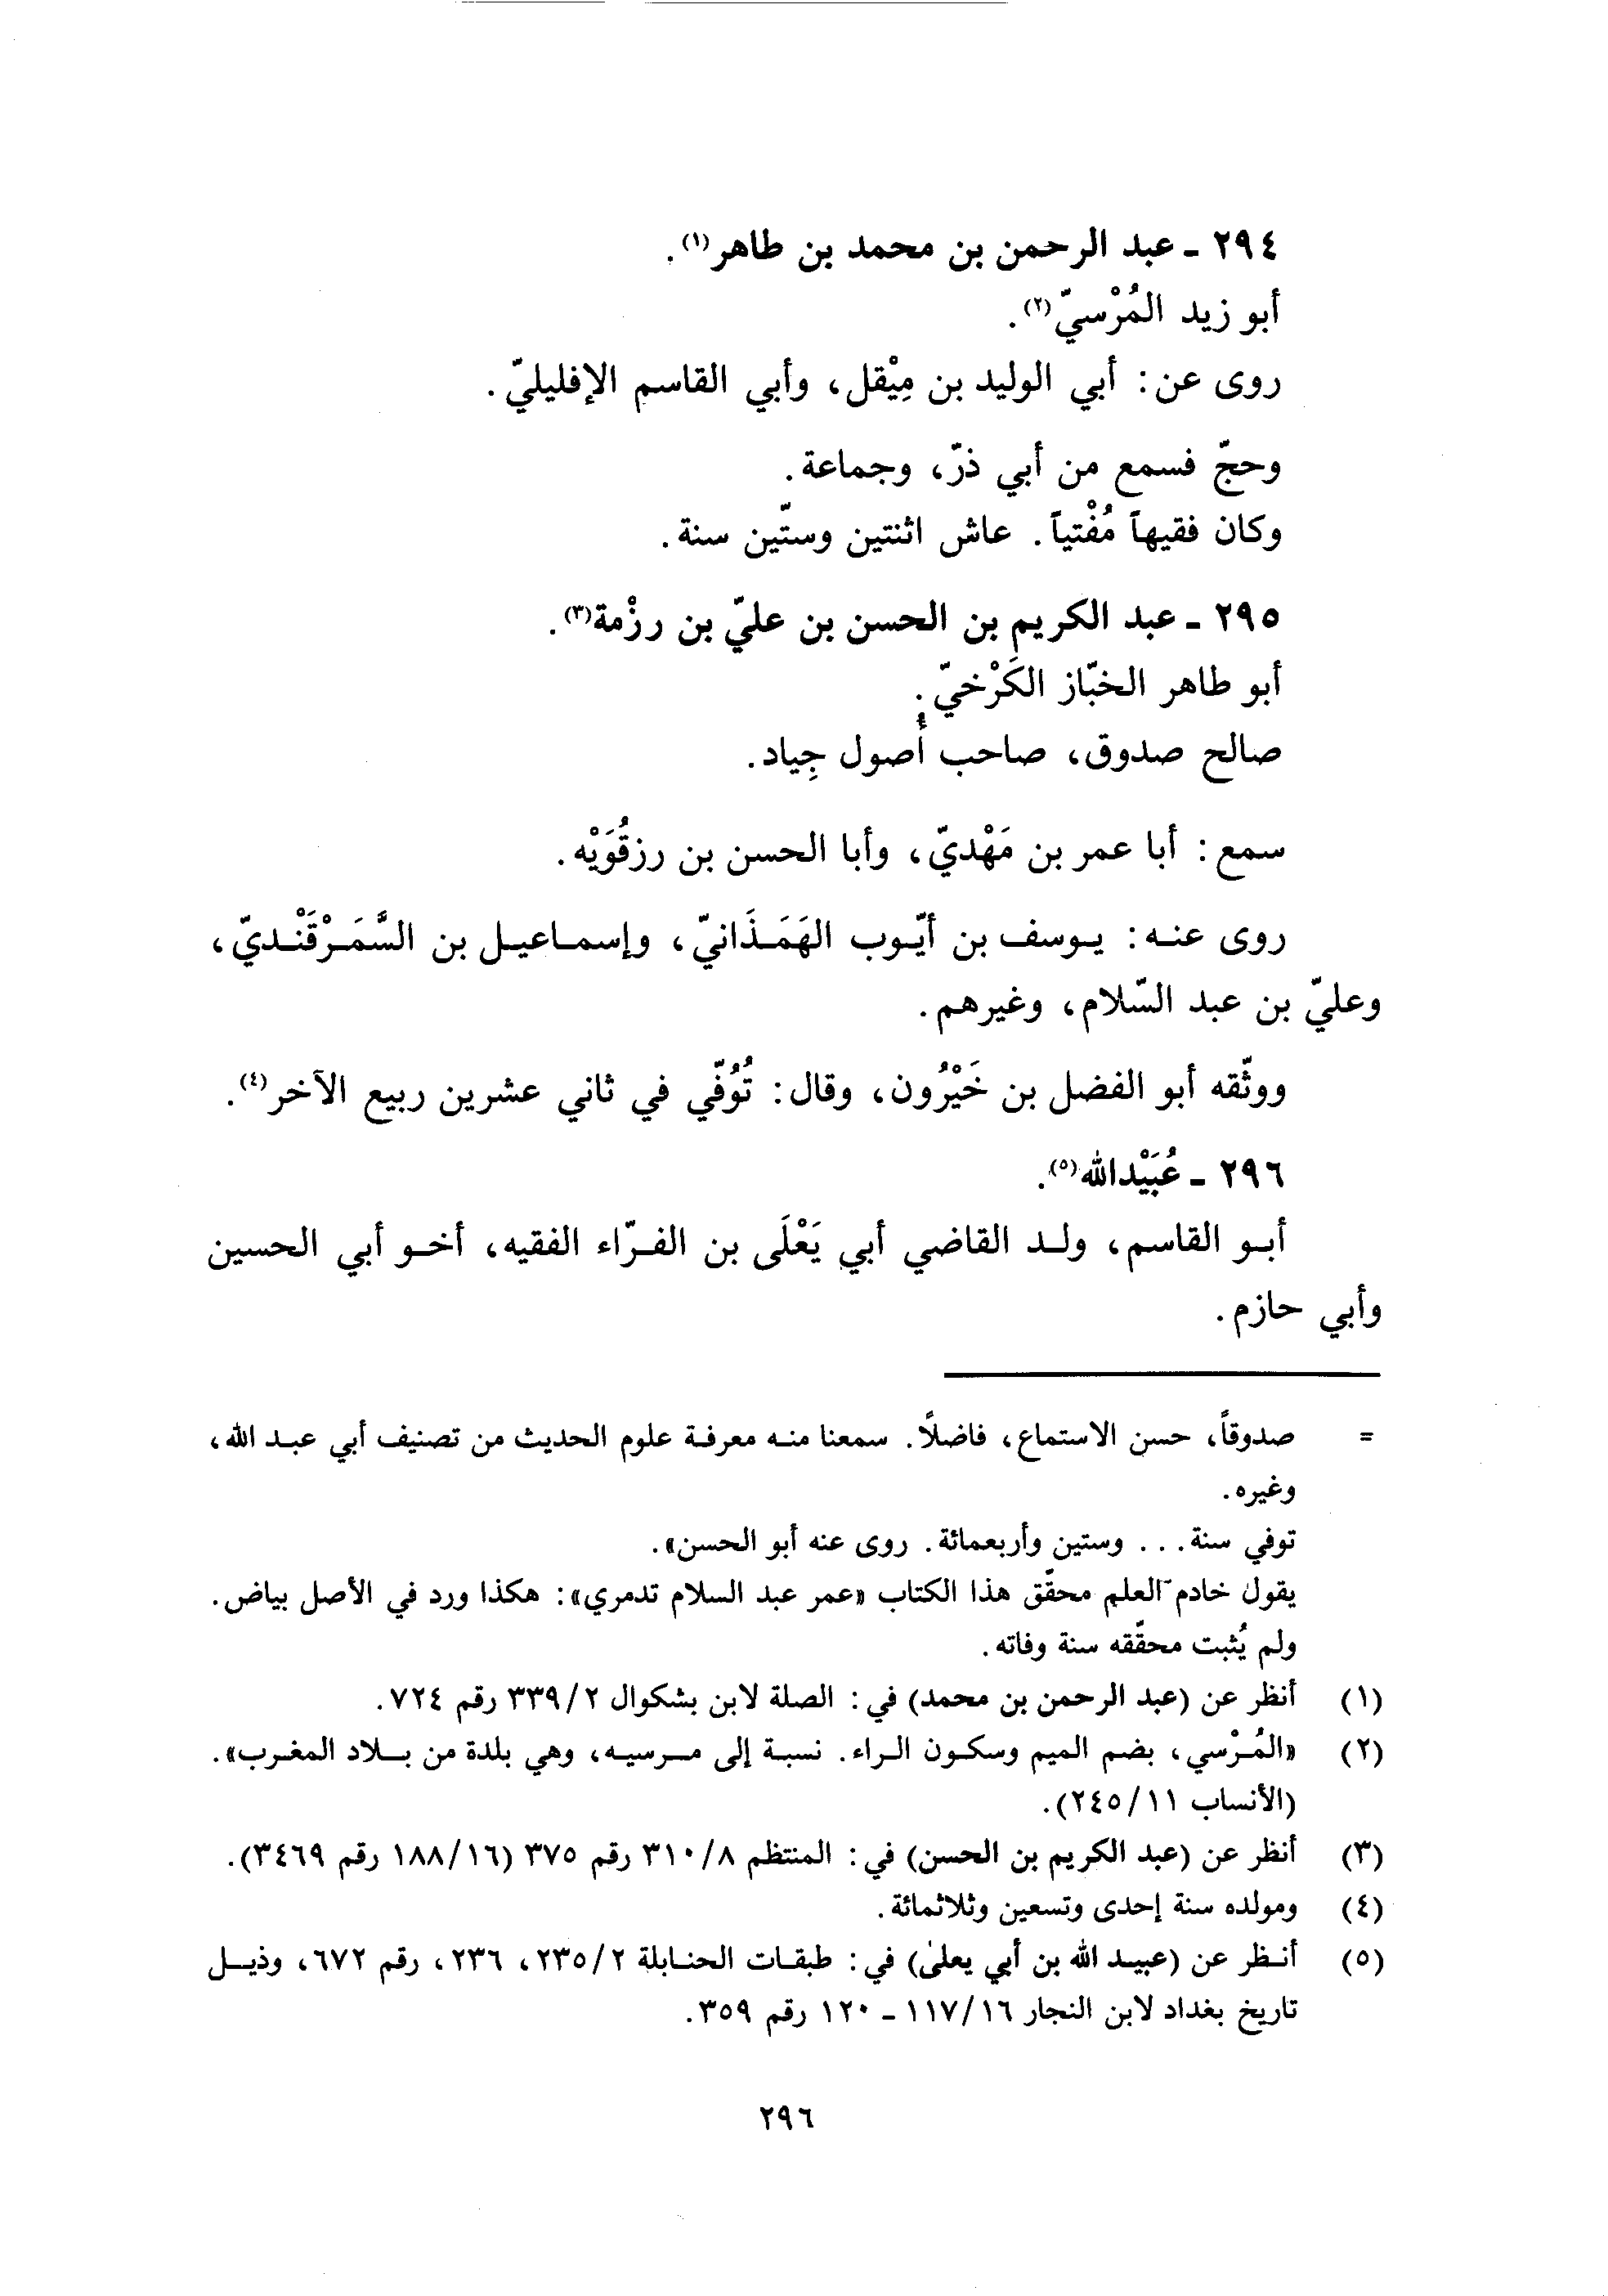 ٢٩٤ - عبد الرحمن بن محمد بن طاهر(١).
أبو زيد المُرْسيّ(٢).
روى عن: أبي الوليد بن مِيْقل، وأبي القاسم الإفليليّ.
وحجّ فسمع من أبي ذرّ، وجماعة.
وكان فقيهاً مُفْتياً. عاش اثنتين وستّين سنة.
٢٩٥ - عبد الكريم بن الحسن بن عليّ بن رزْمة(٣).
أبو طاهر الخبّاز الكَرْخيّ.
صالح صدوق، صاحب أُصول جِياد.
سمع: أبا عمر بن مَهْديّ، وأبا الحسن بن رزقُوَيْه.
روى عنه: يوسف بن أيّوب الهَمَذَانيّ، وإسماعيل بن السَّمَرْقَنْديّ،
وعليّ بن عبد السّلام، وغيرهم.
ووثّقه أبو الفضل بن خَيْرُون، وقال: تُوُفّي في ثاني عشرين ربيع الآخر(٤).
٢٩٦ - عُبَيْدالله(٥).
أبو القاسم، ولد القاضي أبي يَعْلَى بن الفرّاء الفقيه، أخو أبي الحسين
وأبي حازم.
= صدوقاً، حسن الاستماع، فاضلًا. سمعنا منه معرفة علوم الحديث من تصنيف أبي عبد الله،
وغيره.
توفي سنة... وستين وأربعمائة. روى عنه أبو الحسن».
يقول خادم العلم محقّق هذا الكتاب «عمر عبد السلام تدمري»: هكذا ورد في الأصل بياض.
ولم يُثبت محقّقه سنة وفاته.
(١) أنظر عن (عبد الرحمن بن محمد) في: الصلة لابن بشكوال ٢/٣٣٩ رقم ٧٢٤.
(٢) «المُرْسي، بضم الميم وسكون الراء. نسبة إلى مرسيه، وهي بلدة من بلاد المغرب».
(الأنساب ١١/٢٤٥).
(٣) أنظر عن (عبد الكريم بن الحسن) في: المنتظم ٨/٣١٠ رقم ٣٧٥ (١٦/١٨٨ رقم ٣٤٦٩).
(٤) ومولده سنة إحدى وتسعين وثلاثمائة.
(٥) أنظر عن (عبيد الله بن أبي يعلىٰ) في: طبقات الحنابلة ٢/٢٣٥، ٢٣٦، رقم ٦٧٢، وذيل
تاريخ بغداد لابن النجار ١٦/١١٧ - ١٢٠ رقم ٣٥٩.
٢٩٦